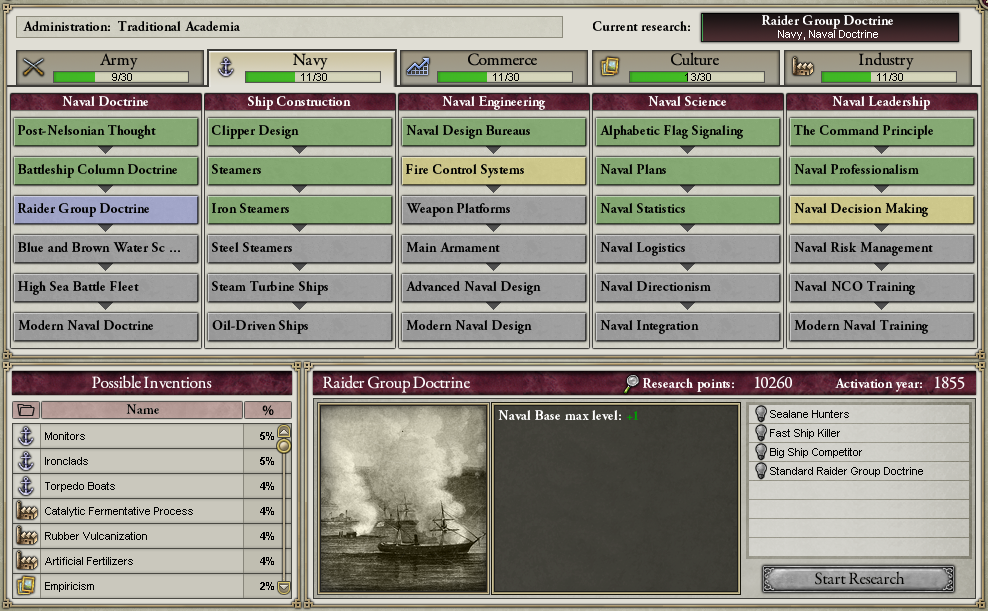 Administration: Traditional Academia
Current research:
Raider Group Doctrine
Navy, Naval Doctrine
Army
9/30
Navy
11/30
Commerce
11/30
Culture
13/30
Industry
11/30
Naval Doctrine
Post-Nelsonian Thought
Battleship Column Doctrine
Raider Group Doctrine
Blue and Brown Water Sc ...
High Sea Battle Fleet
Modern Naval Doctrine
Ship Construction
Clipper Design
Steamers
Iron Steamers
Steel Steamers
Steam Turbine Ships
Oil-Driven Ships
Naval Engineering
Naval Design Bureaus
Fire Control Systems
Weapon Platforms
Main Armament
Advanced Naval Design
Modern Naval Design
Naval Science
Alphabetic Flag Signaling
Naval Plans
Naval Statistics
Naval Logistics
Naval Directionism
Naval Integration
Naval Leadership
The Command Principle
Naval Professionalism
Naval Decision Making
Naval Risk Management
Naval NCO Training
Modern Naval Training
Possible Inventions
Name %
Monitors 5%
Ironclads 5%
Torpedo Boats 4%
Catalytic Fermentative Process 4%
Rubber Vulcanization 4%
Artificial Fertilizers 4%
Empiricism 2%
Raider Group Doctrine
Research points: 10260
Activation year: 1855
Naval Base max level: +1
Sealane Hunters
Fast Ship Killer
Big Ship Competitor
Standard Raider Group Doctrine
Start Research